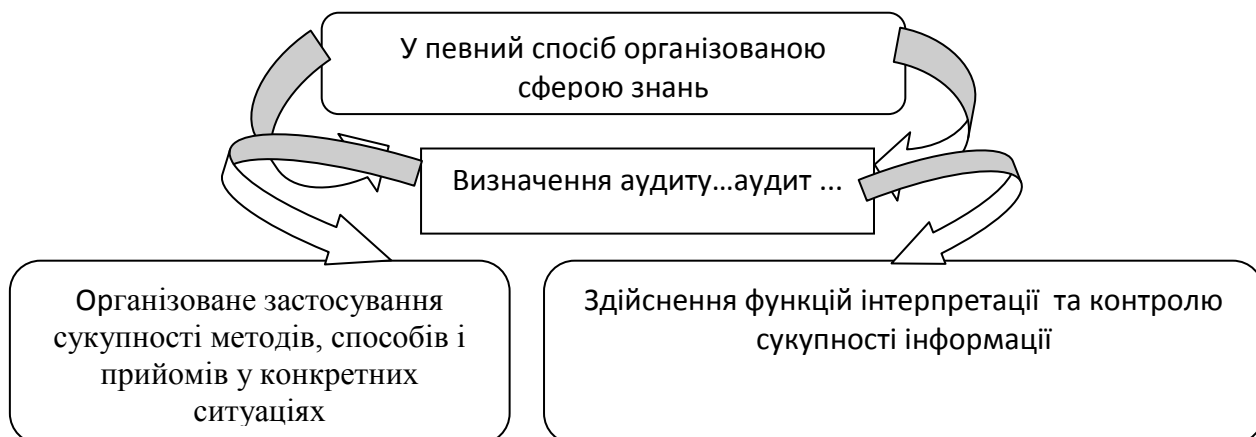 У певний спосіб організованою
сферою знань
Визначення аудиту…аудит ...
Організоване застосування
сукупності методів, способів і
прийомів у конкретних
ситуаціях
Здійснення функцій інтерпретації та контролю
сукупності інформації